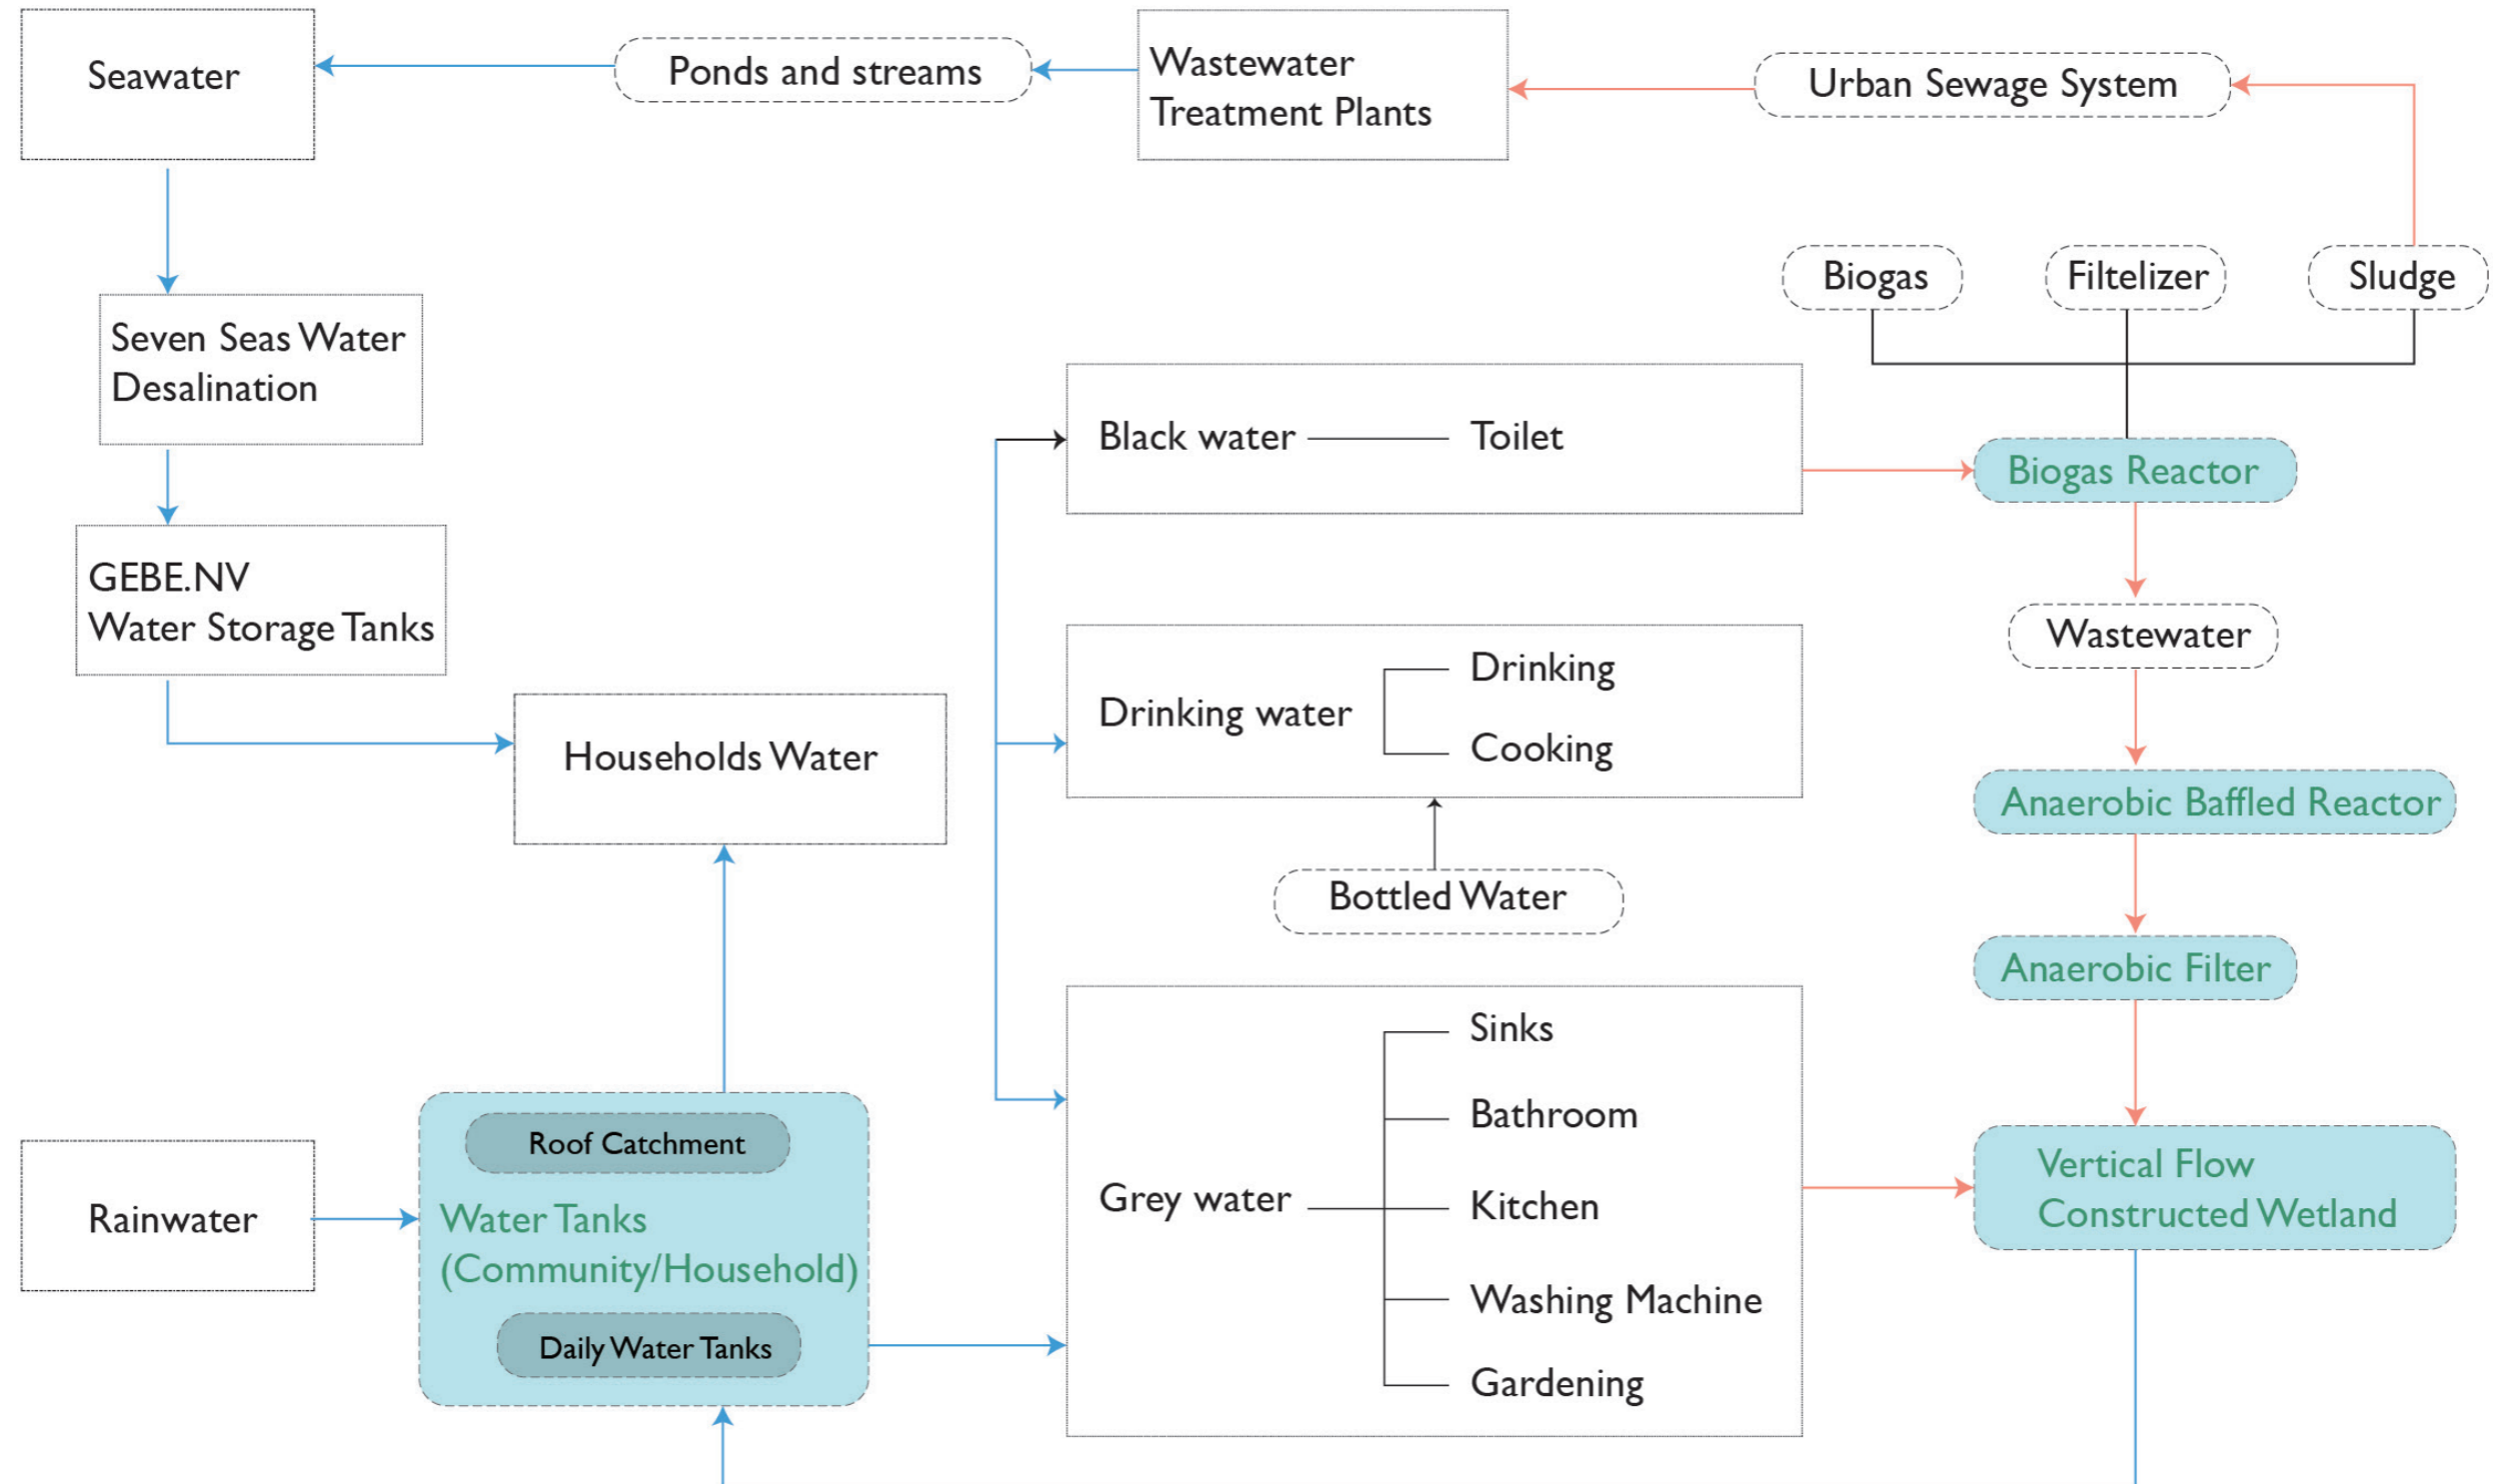 Seawater
Ponds and streams
Wastewater
Treatment Plants
Urban Sewage System
Biogas
Filtelizer
Sludge
Seven Seas Water
Desalination
Black water
Toilet
Biogas Reactor
GEBE.NV
Water Storage Tanks
Wastewater
Households Water
Drinking water
Drinking
Cooking
Anaerobic Baffled Reactor
Bottled Water
Anaerobic Filter
Rainwater
Roof Catchment
Water Tanks
(Community/Household)
Daily Water Tanks
Grey water
Sinks
Bathroom
Kitchen
Washing Machine
Gardening
Vertical Flow
Constructed Wetland